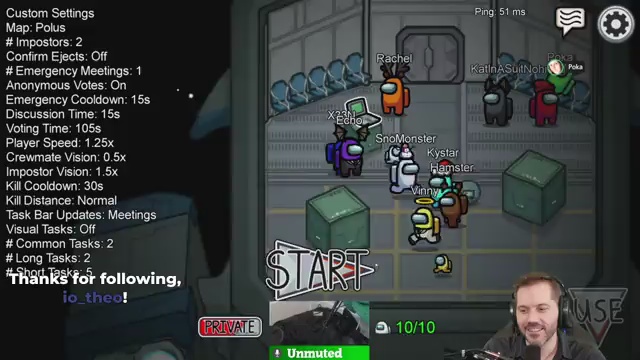 Custom Settings
Map: Polus
# Impostors: 2
Confirm Ejects: Off
# Emergency Meetings: 1
Anonymous Votes: On
Emergency Cooldown: 15s
Discussion Time: 15s
Voting Time: 105s
Player Speed: 1.25x
Crewmate Vision: 0.5x
Impostor Vision: 1.5x
Kill Cooldown: 30s
Kill Distance: Normal
Task Bar Updates: Meetings
Visual Tasks: Off
# Common Tasks: 2
# Long Tasks: 2
# Short Tasks: 5
Thanks for following,
io_theo!
Ping: 51 ms
Rachel
Poka
Poka
X23N
Echo
SnoMonster
Kystar
Hamster
Vinny
START
PRIVATE
10/10
Unmuted
USE